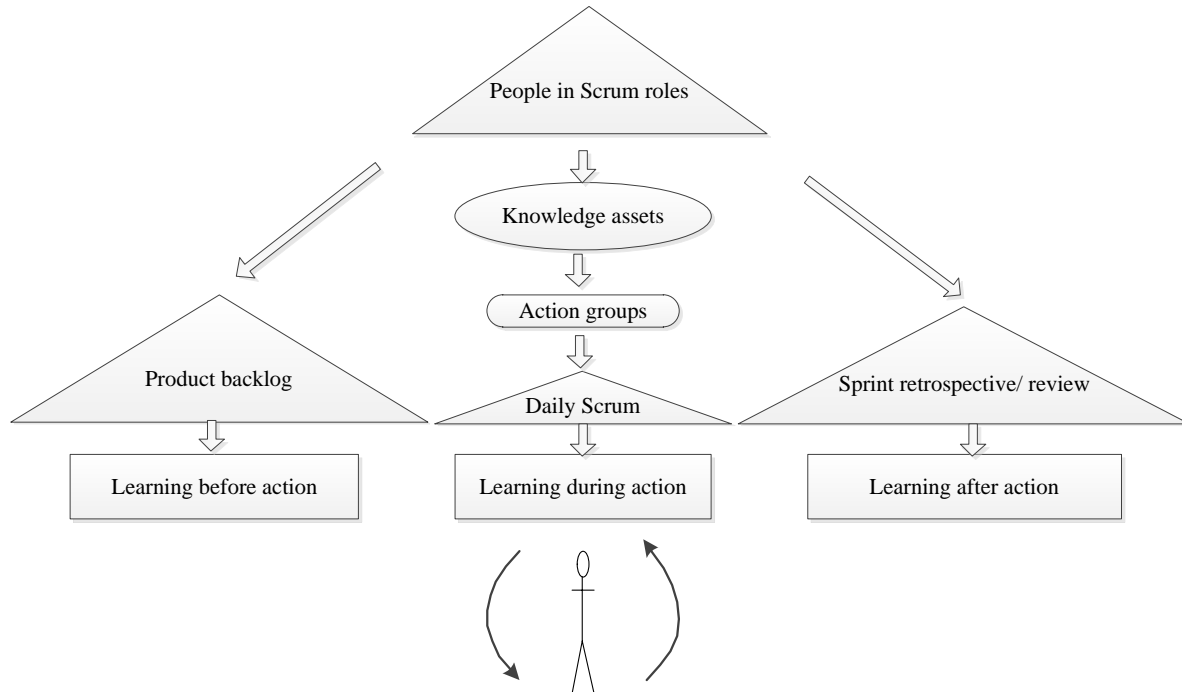 People in Scrum roles
Knowledge assets
Action groups
Product backlog
Daily Scrum
Sprint retrospective/ review
Learning before action
Learning during action
Learning after action